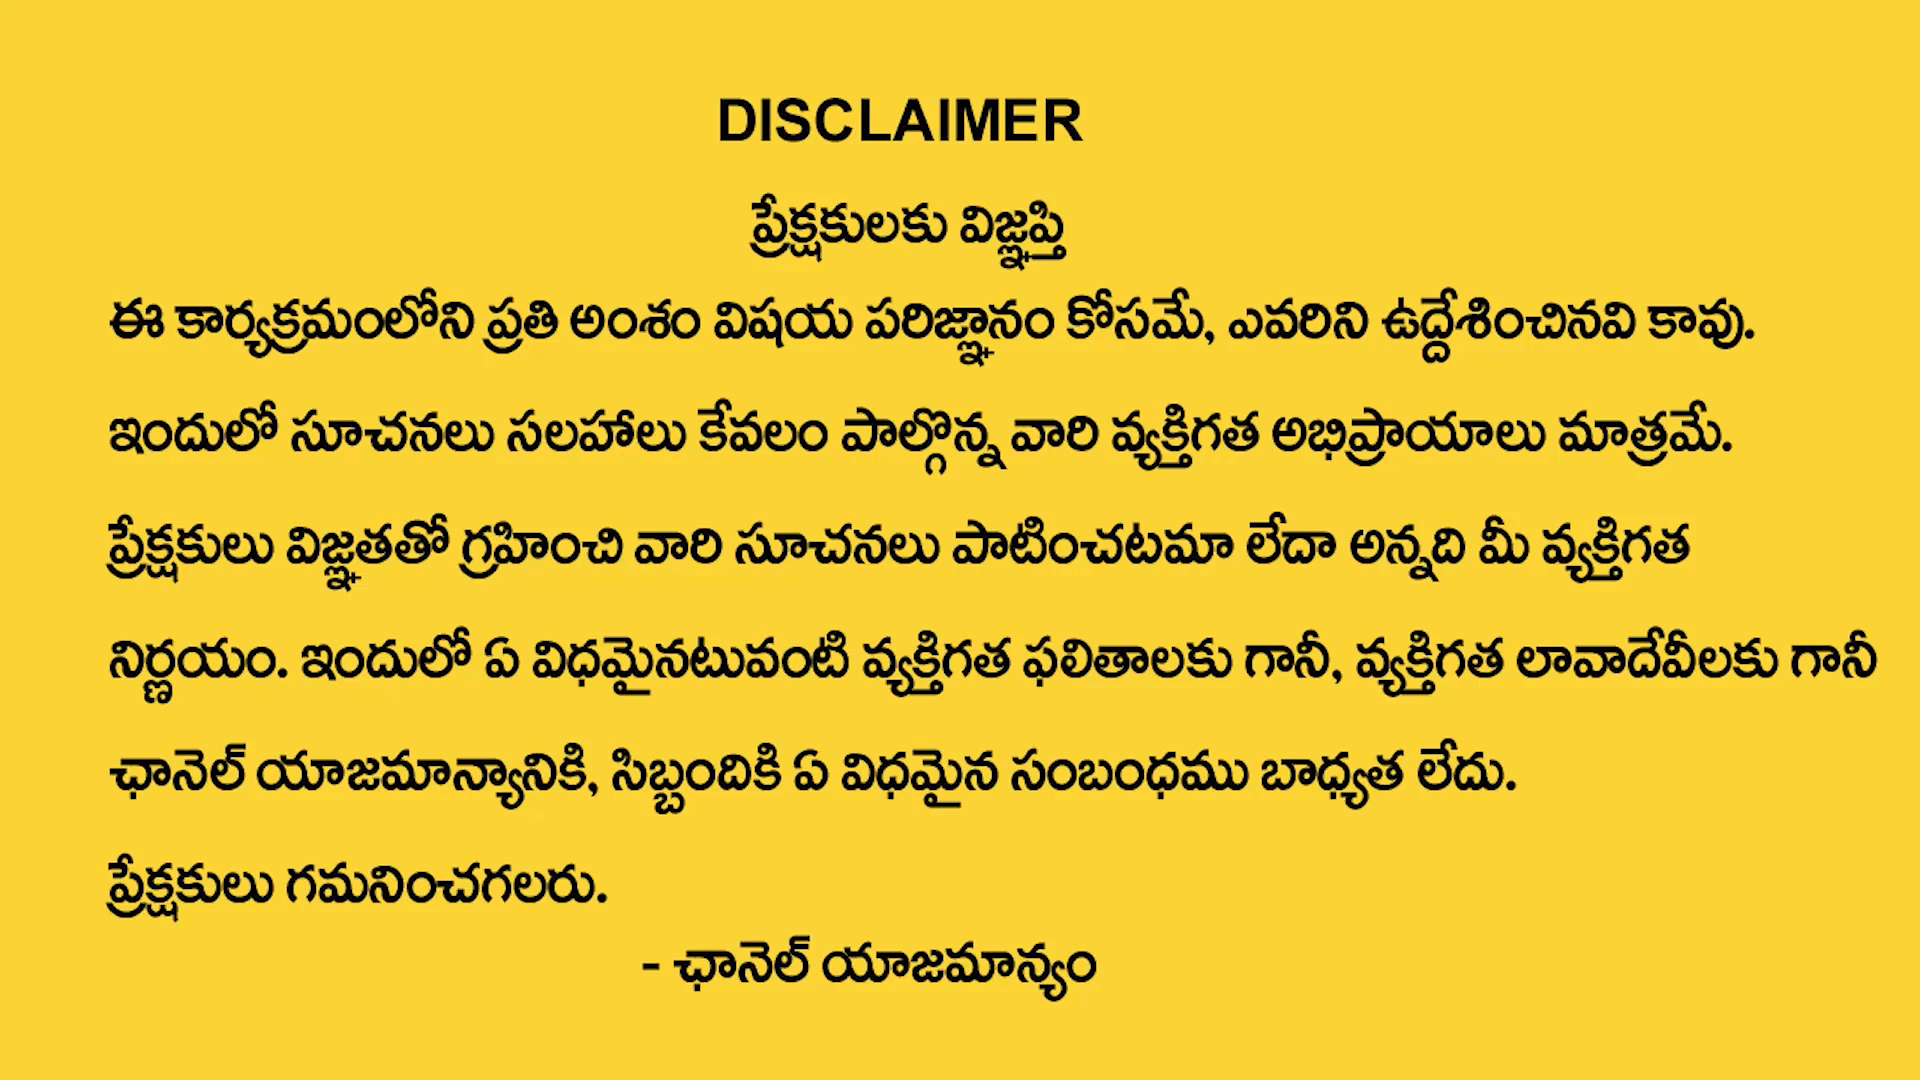 DISCLAIMER
ప్రేక్షకులకు విజ్ఞప్తి
ఈ కార్యక్రమంలోని ప్రతి అంశం విషయ పరిజ్ఞానం కోసమే, ఎవరిని ఉద్దేశించినవి కావు.
ఇందులో సూచనలు సలహాలు కేవలం పాల్గొన్న వారి వ్యక్తిగత అభిప్రాయాలు మాత్రమే.
ప్రేక్షకులు విజ్ఞతతో గ్రహించి వారి సూచనలు పాటించటమా లేదా అన్నది మీ వ్యక్తిగత
నిర్ణయం. ఇందులో ఏ విధమైనటువంటి వ్యక్తిగత ఫలితాలకు గానీ, వ్యక్తిగత లావాదేవీలకు గానీ
ఛానెల్ యాజమాన్యానికి, సిబ్బందికి ఏ విధమైన సంబంధము బాధ్యత లేదు.
ప్రేక్షకులు గమనించగలరు.
- ఛానెల్ యాజమాన్యం